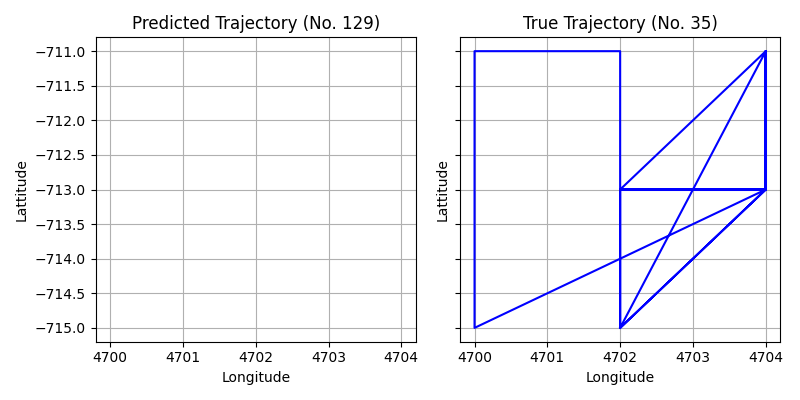 Predicted Trajectory (No. 129)
−711.0
−711.5
−712.0
−712.5
−713.0
−713.5
−714.0
−714.5
−715.0
Lattitude
4700 4701 4702 4703 4704
Longitude
True Trajectory (No. 35)
Lattitude
4700 4701 4702 4703 4704
Longitude